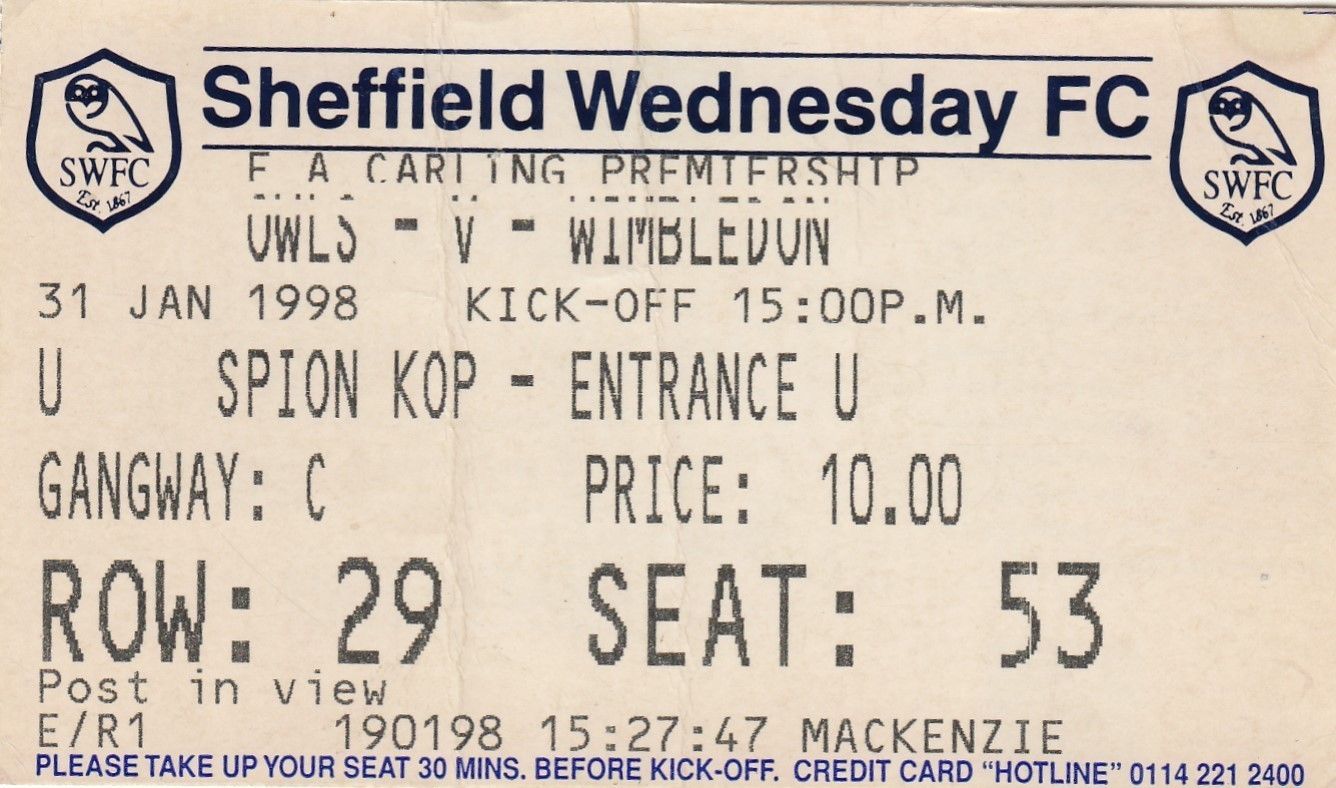 Sheffield Wednesday FC
SWFC
Est. 1867
SWFC
Est. 1867
F A CARLING PREMIERSHIP
OWLS - V - WIMBLEDON
31 JAN 1998 KICK-OFF 15:00P.M.
U SPION KOP - ENTRANCE U
GANGWAY: C PRICE: 10.00
ROW: 29 SEAT: 53
Post in view
E/R1 190198 15:27:47 MACKENZIE
PLEASE TAKE UP YOUR SEAT 30 MINS. BEFORE KICK-OFF. CREDIT CARD “HOTLINE” 0114 221 2400